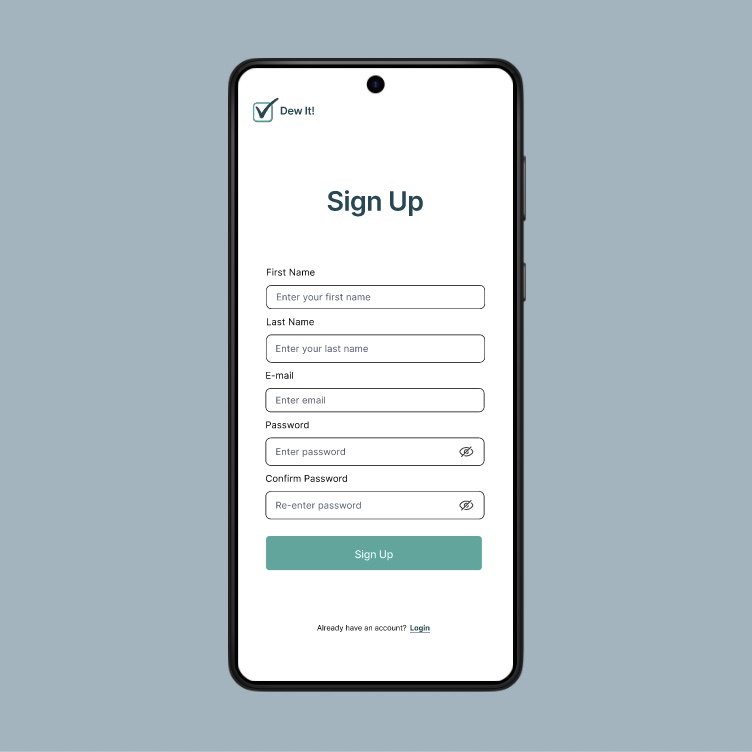 Dew It!
Sign Up
First Name
Enter your first name
Last Name
Enter your last name
E-mail
Enter email
Password
Enter password
Confirm Password
Re-enter password
Sign Up
Already have an account? Login